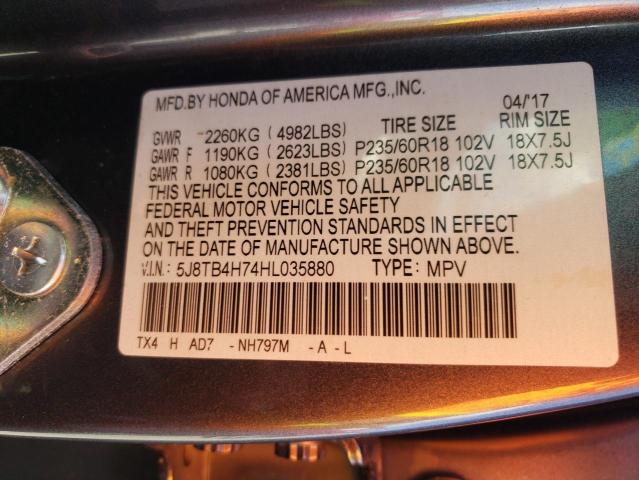 MFD.BY HONDA OF AMERICA MFG.,INC. 04/'17
GVWR 2260KG (4982LBS) TIRE SIZE RIM SIZE
GAWR F 1190KG (2623LBS) P235/60R18 102V 18X7.5J
GAWR R 1080KG (2381LBS) P235/60R18 102V 18X7.5J
THIS VEHICLE CONFORMS TO ALL APPLICABLE
FEDERAL MOTOR VEHICLE SAFETY
AND THEFT PREVENTION STANDARDS IN EFFECT
ON THE DATE OF MANUFACTURE SHOWN ABOVE.
V.I.N.: 5J8TB4H74HL035880 TYPE: MPV
TX4 H AD7 -NH797M -A-L